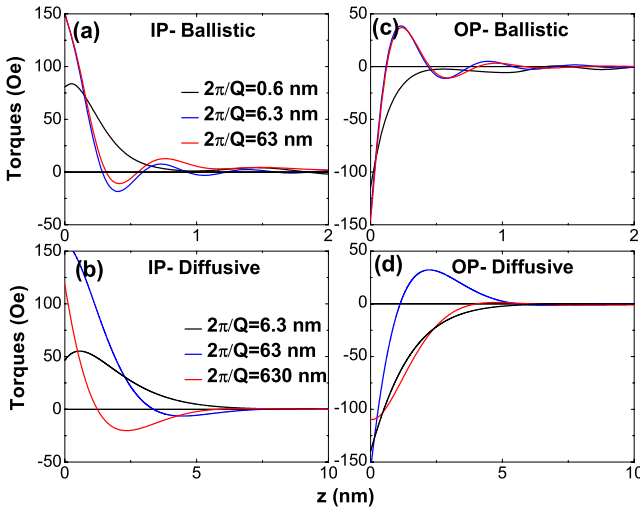 (a) IP- Ballistic
150
100
50
0
-50
0 1 2
Torques (Oe)
2π/Q=0.6 nm
2π/Q=6.3 nm
2π/Q=63 nm
(c) OP- Ballistic
50
0
-50
-100
-150
0 1 2
(b) IP- Diffusive
150
100
50
0
-50
0 5 10
Torques (Oe)
2π/Q=6.3 nm
2π/Q=63 nm
2π/Q=630 nm
(d) OP- Diffusive
50
0
50
-100
150
0 5 10
z (nm)